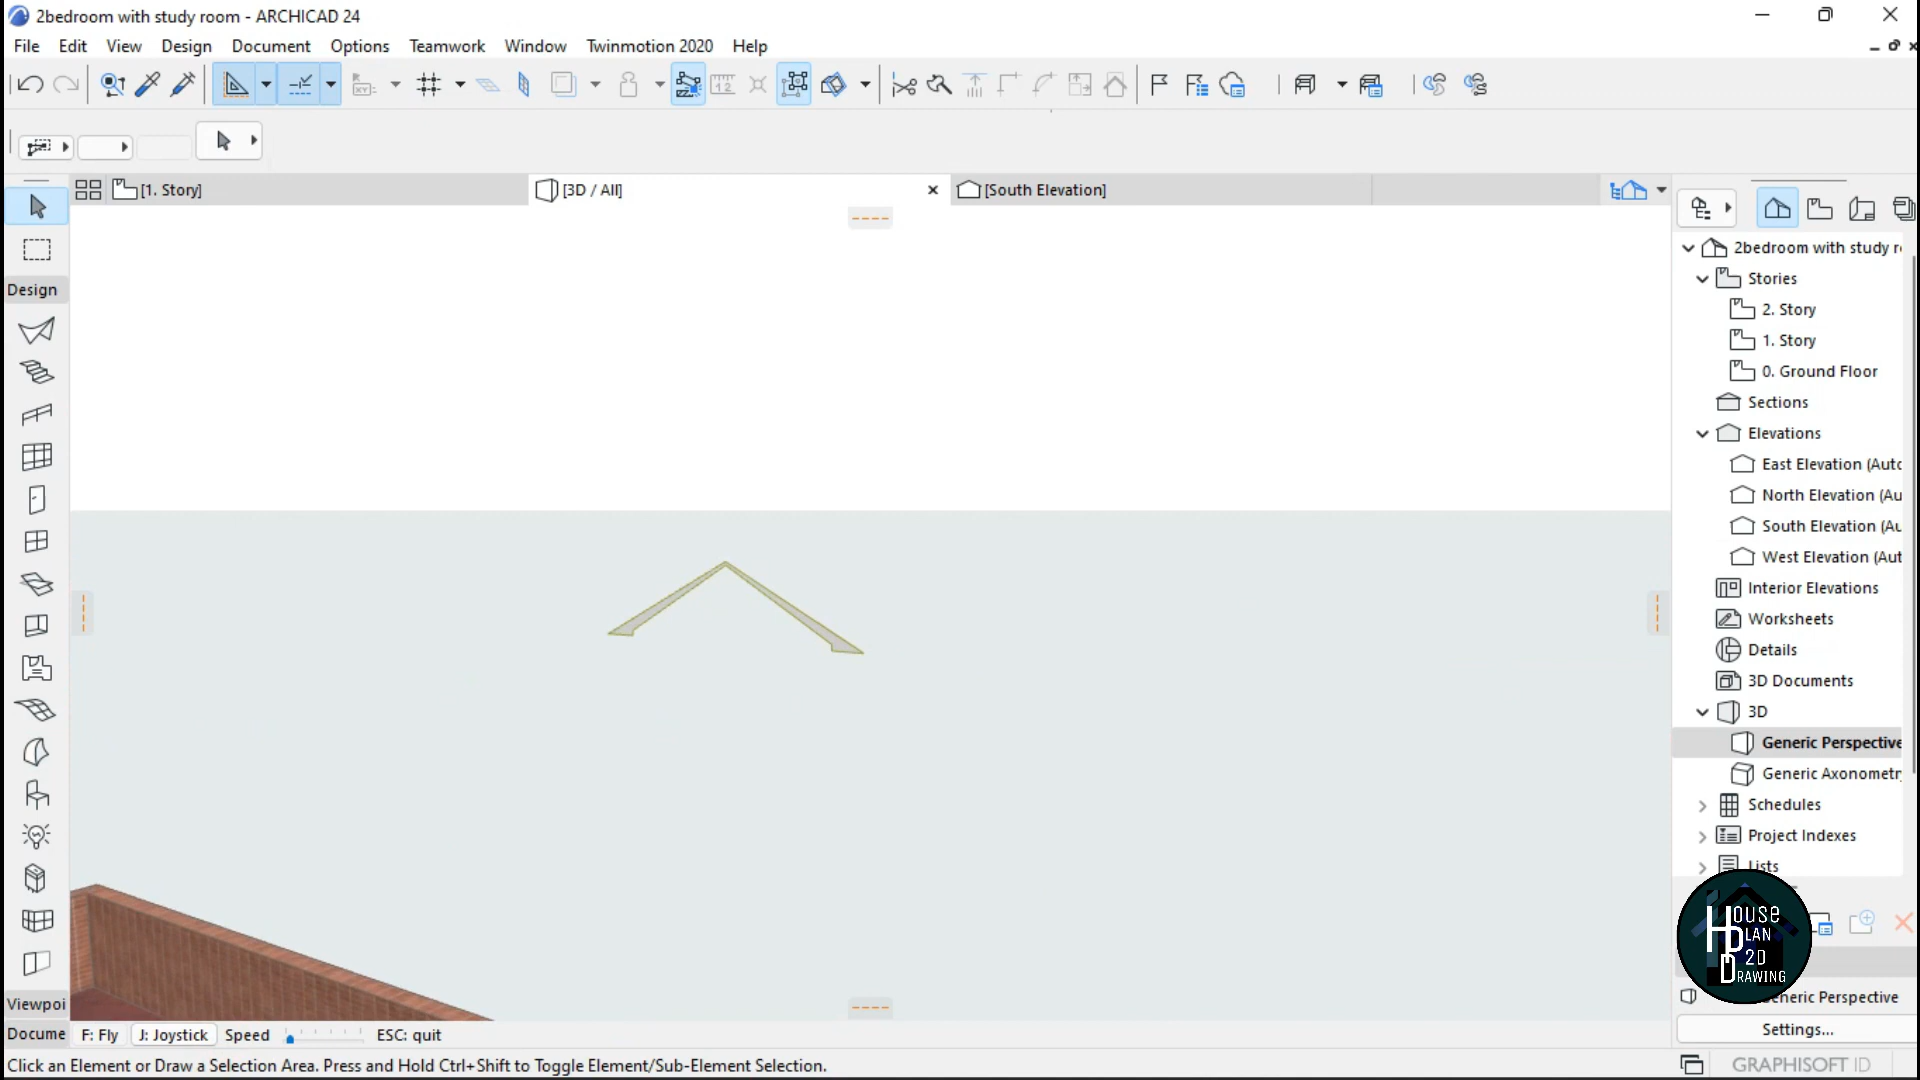 2bedroom with study room - ARCHICAD 24
File Edit View Design Document Options Teamwork Window Twinmotion 2020 Help
[1. Story]
[3D / All]
[South Elevation]
Design
2bedroom with study r
Stories
2. Story
1. Story
0. Ground Floor
Sections
Elevations
East Elevation (Auto
North Elevation (Au
South Elevation (Au
West Elevation (Aut
Interior Elevations
Worksheets
Details
3D Documents
3D
Generic Perspective
Generic Axonometr
Schedules
Project Indexes
Lists
House
Plan
2D
Drawing
Viewpoi
eneric Perspective
Docume
F: Fly
J: Joystick
Speed
ESC: quit
Settings...
Click an Element or Draw a Selection Area. Press and Hold Ctrl+Shift to Toggle Element/Sub-Element Selection.
GRAPHISOFT ID